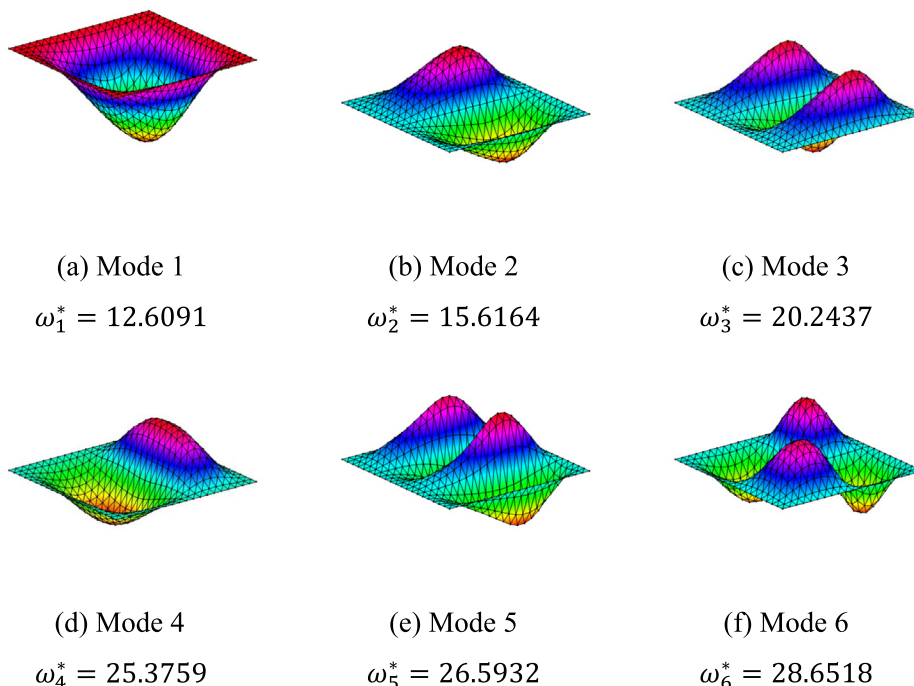 (a) Mode 1
(b) Mode 2
(c) Mode 3
ω₁* = 12.6091
ω₂* = 15.6164
ω₃* = 20.2437
(d) Mode 4
(e) Mode 5
(f) Mode 6
ω₄* = 25.3759
ω₅* = 26.5932
ω₆* = 28.6518